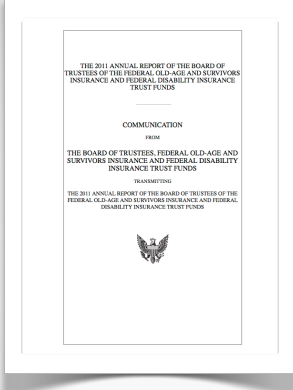 THE 2011 ANNUAL REPORT OF THE BOARD OF
TRUSTEES OF THE FEDERAL OLD-AGE AND SURVIVORS
INSURANCE AND FEDERAL DISABILITY INSURANCE
TRUST FUNDS
COMMUNICATION
FROM
THE BOARD OF TRUSTEES, FEDERAL OLD-AGE AND
SURVIVORS INSURANCE AND FEDERAL DISABILITY
INSURANCE TRUST FUNDS
TRANSMITTING
THE 2011 ANNUAL REPORT OF THE BOARD OF TRUSTEES OF THE
FEDERAL OLD-AGE AND SURVIVORS INSURANCE AND FEDERAL
DISABILITY INSURANCE TRUST FUNDS